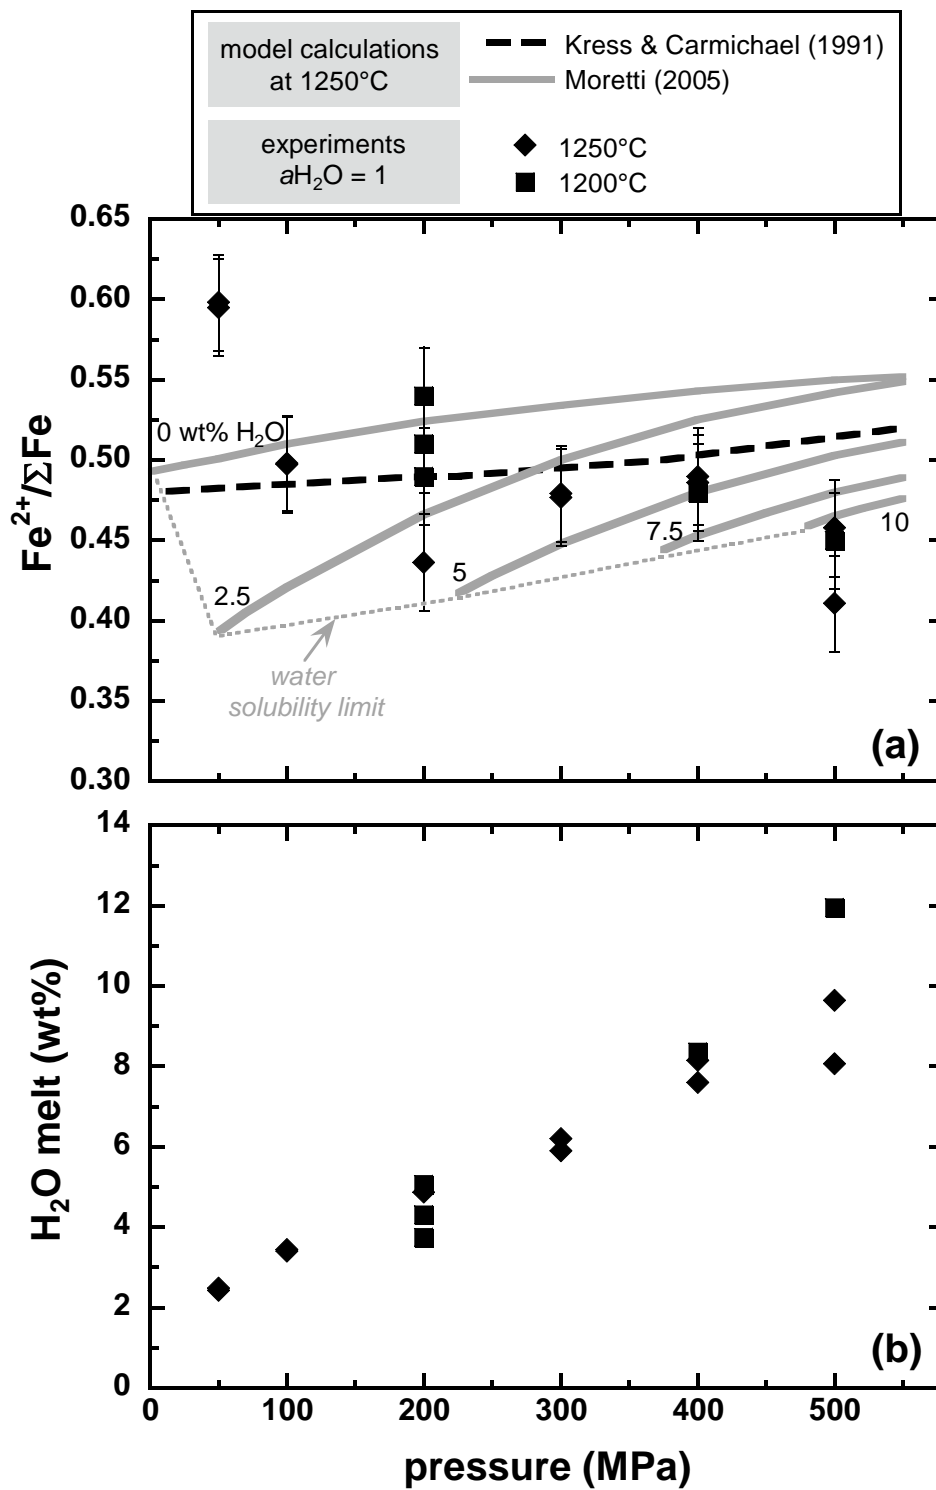 model calculations
at 1250°C
Kress & Carmichael (1991)
Moretti (2005)
experiments
aH₂O = 1
1250°C
1200°C
0.65
0.60
0.55
0.50
0.45
0.40
0.35
0.30
Fe²⁺/ΣFe
0 wt% H₂O
2.5
5
7.5
10
water
solubility limit
(a)
14
12
10
8
6
4
2
0
H₂O melt (wt%)
(b)
0 100 200 300 400 500
pressure (MPa)